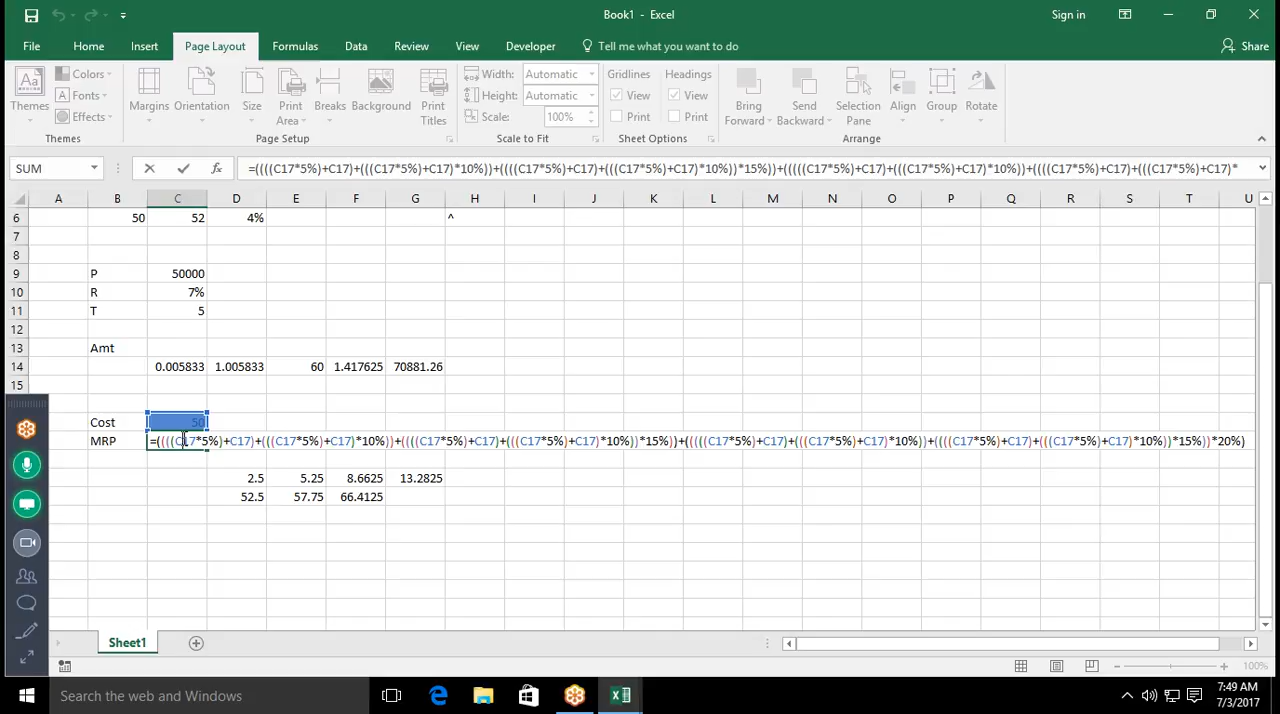 Book1 - Excel
Sign in
File Home Insert Page Layout Formulas Data Review View Developer Tell me what you want to do Share
Themes
Colors
Fonts
Effects
Themes
Margins Orientation Size Print Area Breaks Background Print Titles
Page Setup
Width: Automatic
Height: Automatic
Scale: 100%
Scale to Fit
Gridlines
View
Print
Headings
View
Print
Sheet Options
Bring Forward Send Backward Selection Pane Align Group Rotate
Arrange
SUM
fx
=((((C17*5%)+C17)+(((C17*5%)+C17)*10%))+((((C17*5%)+C17)+(((C17*5%)+C17)*10%))*15%))+(((((C17*5%)+C17)+(((C17*5%)+C17)*10%))+((((C17*5%)+C17)+(((C17*5%)+C17)*
A B C D E F G H I J K L M N O P Q R S T U
6 50 52 4% ^
7
8
9 P 50000
10 R 7%
11 T 5
12
13 Amt
14 0.005833 1.005833 60 1.417625 70881.26
15
Cost 50
MRP =((((C17*5%)+C17)+(((C17*5%)+C17)*10%))+((((C17*5%)+C17)+(((C17*5%)+C17)*10%))*15%))+(((((C17*5%)+C17)+(((C17*5%)+C17)*10%))+((((C17*5%)+C17)+(((C17*5%)+C17)*10%))*15%))*20%)
2.5 5.25 8.6625 13.2825
52.5 57.75 66.4125
Sheet1
100%
Search the web and Windows
7:49 AM
7/3/2017